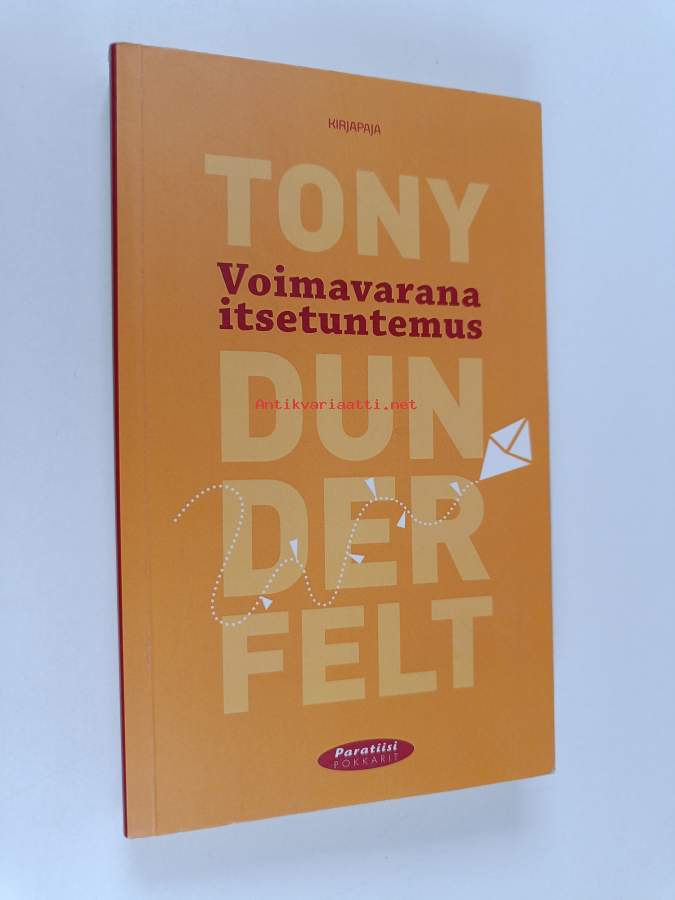 KIRJAPAJA
TONY
Voimavarana
itsetuntemus
DUN
Antikvariaatti.net
DER
FELT
Paratiisi
POKKARIT